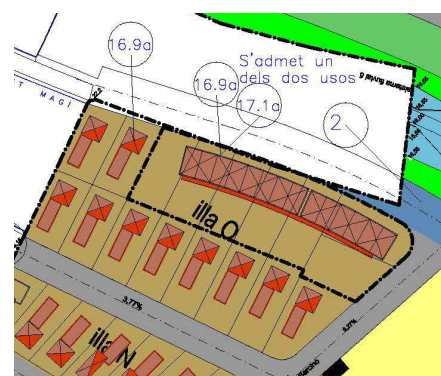 16.9a
S'admet un
dels dos usos
16.9a
17.1a
2
T MAGI
illa O
3,77%
illa N